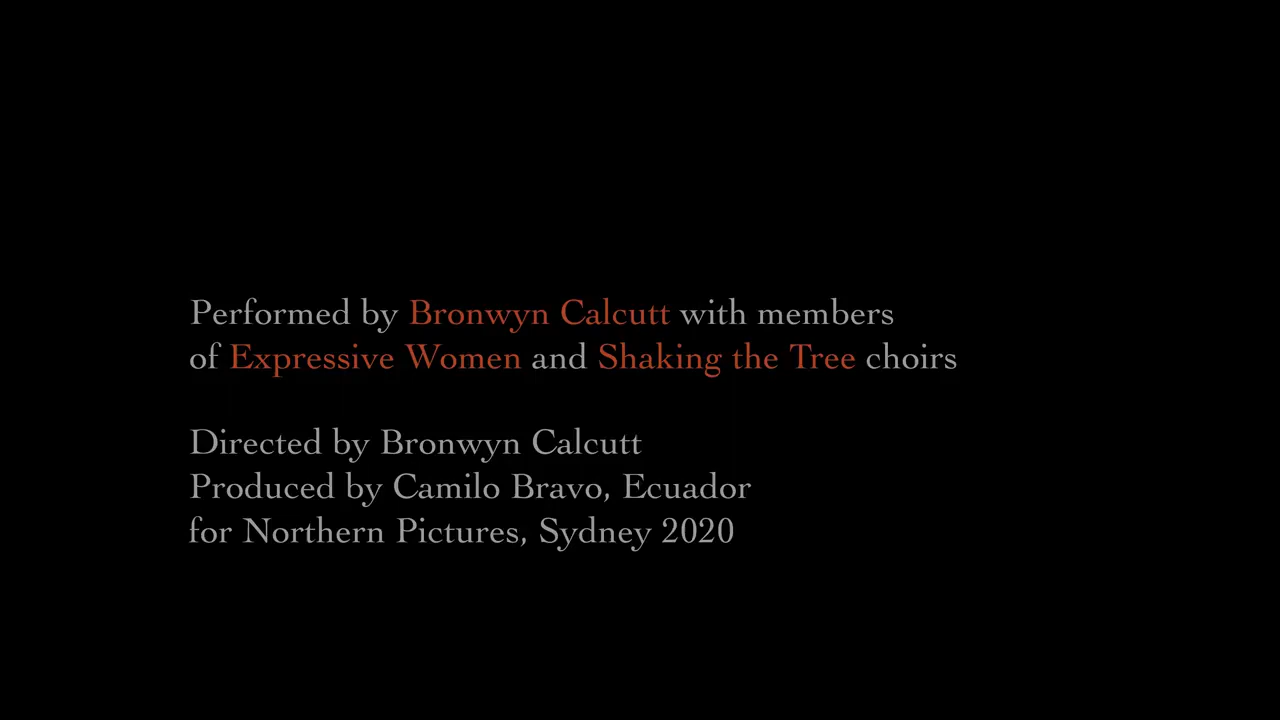 Performed by Bronwyn Calcutt with members
of Expressive Women and Shaking the Tree choirs
Directed by Bronwyn Calcutt
Produced by Camilo Bravo, Ecuador
for Northern Pictures, Sydney 2020